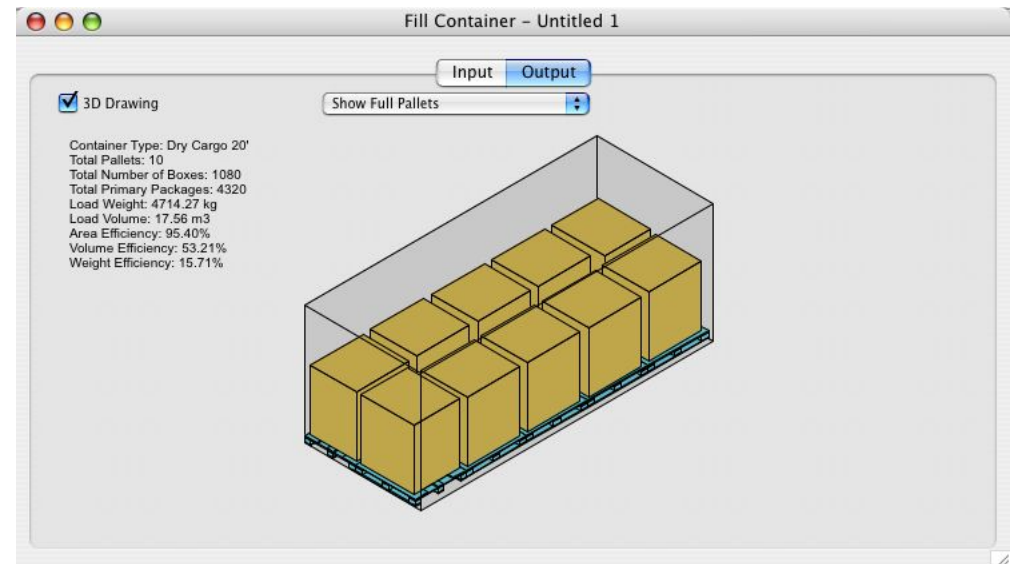 Fill Container – Untitled 1
Input Output
3D Drawing
Show Full Pallets
Container Type: Dry Cargo 20'
Total Pallets: 10
Total Number of Boxes: 1080
Total Primary Packages: 4320
Load Weight: 4714.27 kg
Load Volume: 17.56 m3
Area Efficiency: 95.40%
Volume Efficiency: 53.21%
Weight Efficiency: 15.71%